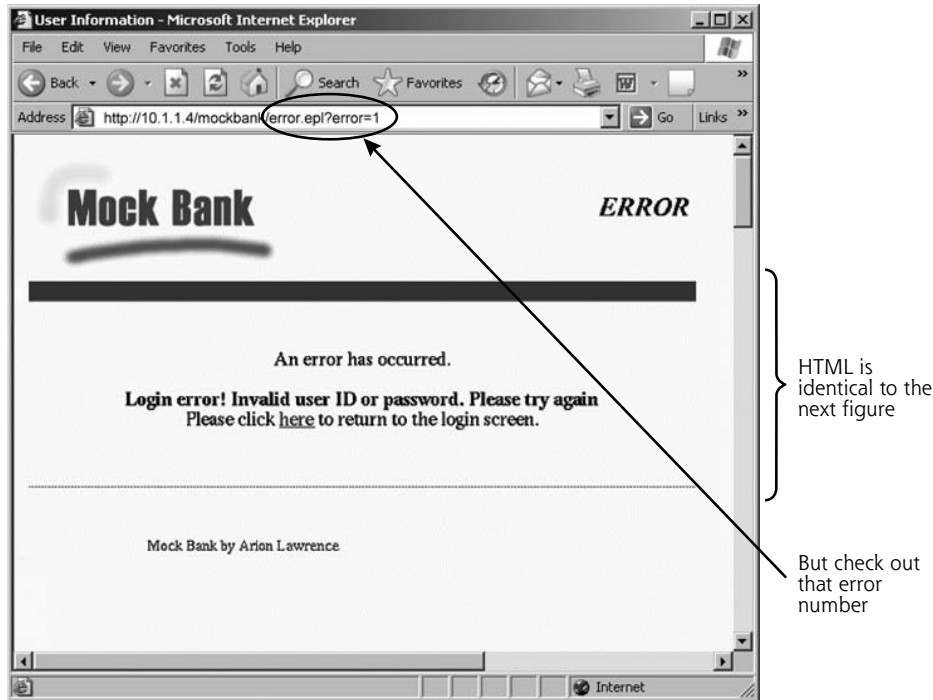 User Information - Microsoft Internet Explorer
File Edit View Favorites Tools Help
Back Search Favorites »
Address http://10.1.1.4/mockbank/error.epl?error=1 Go Links »
Mock Bank
ERROR
An error has occurred.
Login error! Invalid user ID or password. Please try again
Please click here to return to the login screen.
Mock Bank by Arion Lawrence
Internet
HTML is
identical to the
next figure
But check out
that error
number